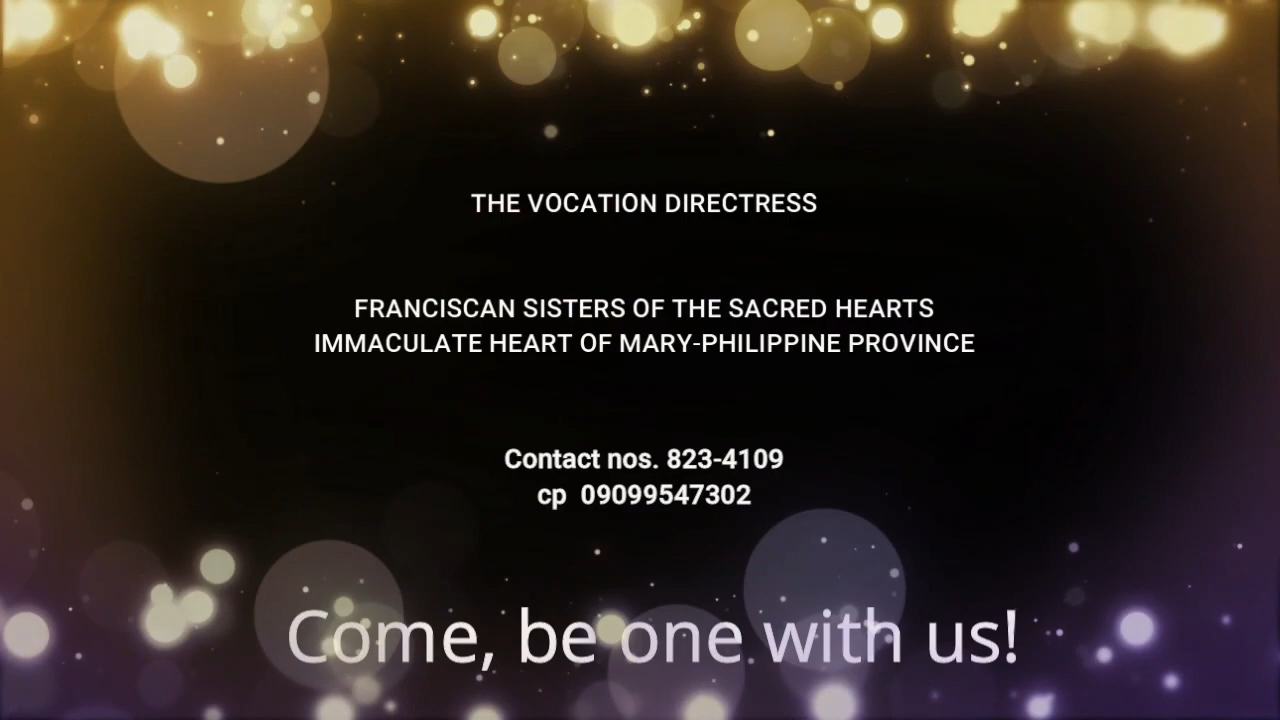 THE VOCATION DIRECTRESS
FRANCISCAN SISTERS OF THE SACRED HEARTS
IMMACULATE HEART OF MARY-PHILIPPINE PROVINCE
Contact nos. 823-4109
cp 09099547302
Come, be one with us!